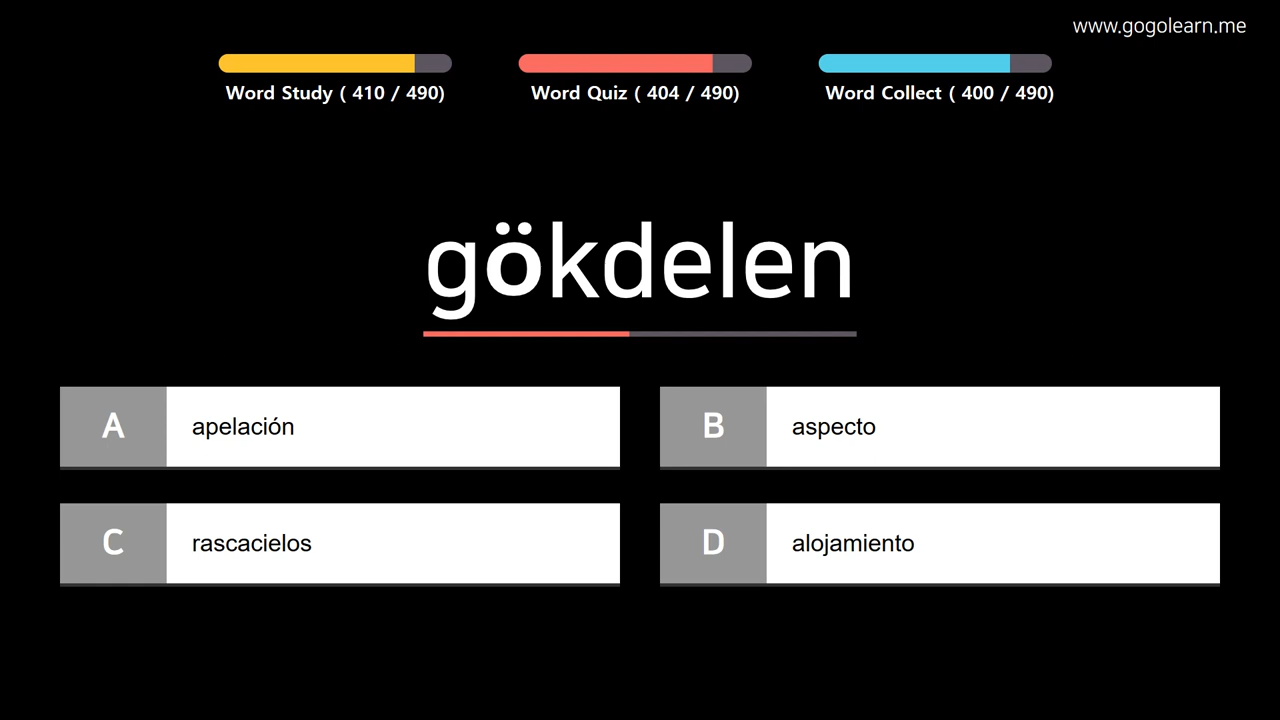 www.gogolearn.me
Word Study ( 410 / 490)
Word Quiz ( 404 / 490)
Word Collect ( 400 / 490)
gökdelen
A apelación
B aspecto
C rascacielos
D alojamiento